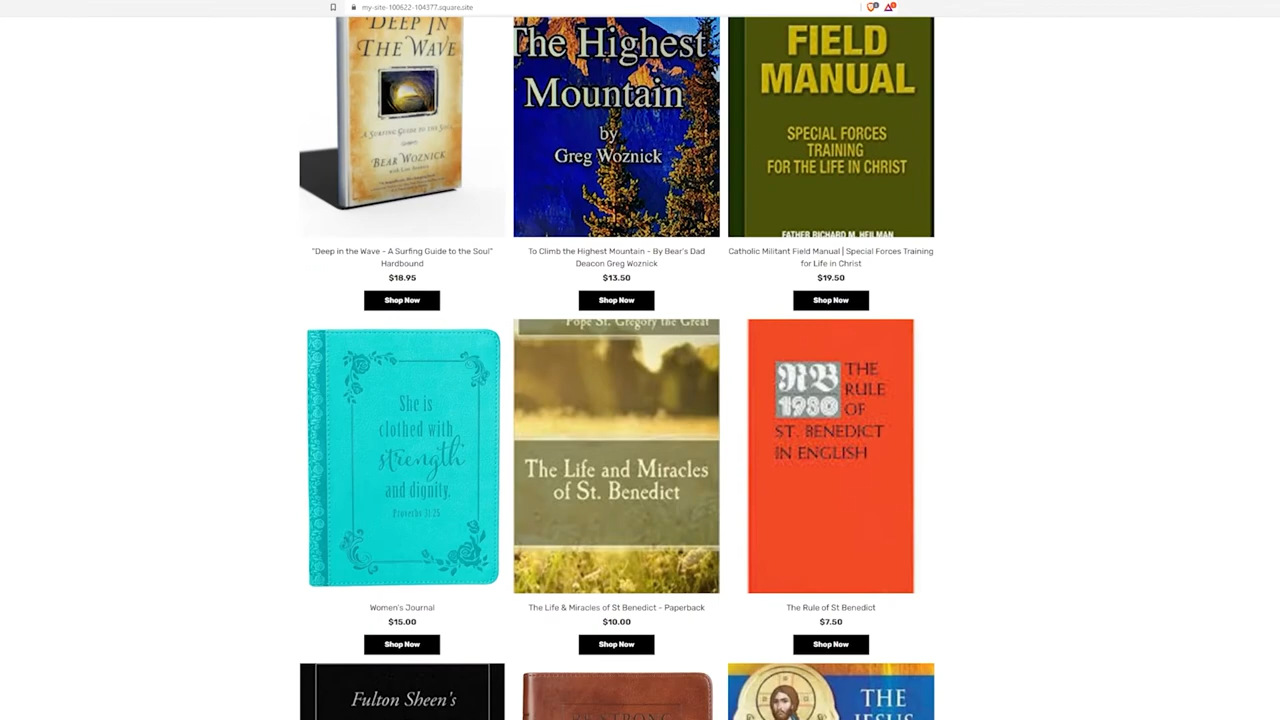 my-site-100622-104377.square.site
DEEP IN
THE WAVE
A SURFING GUIDE TO THE SOUL
BEAR WOZNICK
The Highest
Mountain
by
Greg Woznick
FIELD
MANUAL
SPECIAL FORCES
TRAINING
FOR THE LIFE IN CHRIST
FATHER RICHARD M. HEILMAN
"Deep in the Wave - A Surfing Guide to the Soul"
Hardbound
$18.95
Shop Now
To Climb the Highest Mountain - By Bear's Dad
Deacon Greg Woznick
$13.50
Shop Now
Catholic Militant Field Manual | Special Forces Training
for Life in Christ
$19.50
Shop Now
She is
clothed with
strength
and dignity.
Proverbs 31:25
Pope St. Gregory the Great
The Life and Miracles
of St. Benedict
RB
1980
THE
RULE
OF
ST. BENEDICT
IN ENGLISH
Women's Journal
$15.00
Shop Now
The Life & Miracles of St Benedict - Paperback
$10.00
Shop Now
The Rule of St Benedict
$7.50
Shop Now
Fulton Sheen's
BE STRONG
THE
JESUS